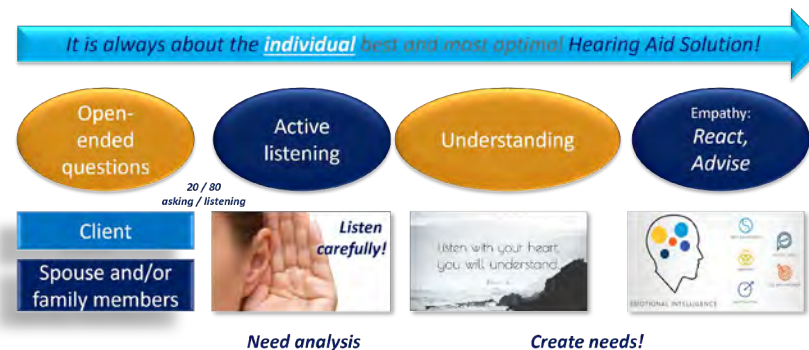 It is always about the individual best and most optimal Hearing Aid Solution!
Open-
ended
questions
Active
listening
Understanding
Empathy:
React,
Advise
20 / 80
asking / listening
Client
Spouse and/or
family members
Listen
carefully!
Listen with your heart,
you will understand.
EMOTIONAL INTELLIGENCE
Need analysis
Create needs!